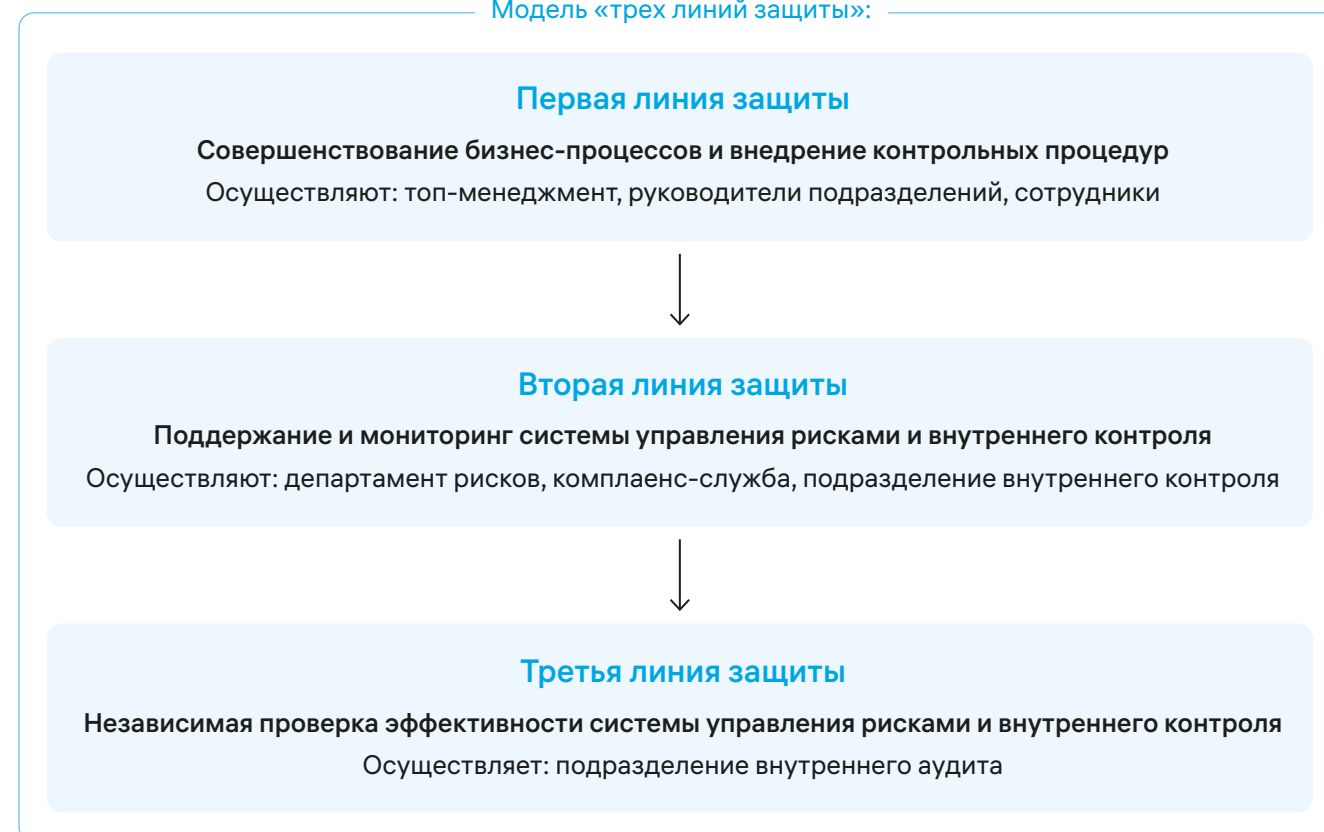 Модель «трех линий защиты»:
Первая линия защиты
Совершенствование бизнес-процессов и внедрение контрольных процедур
Осуществляют: топ-менеджмент, руководители подразделений, сотрудники
Вторая линия защиты
Поддержание и мониторинг системы управления рисками и внутреннего контроля
Осуществляют: департамент рисков, комплаенс-служба, подразделение внутреннего контроля
Третья линия защиты
Независимая проверка эффективности системы управления рисками и внутреннего контроля
Осуществляет: подразделение внутреннего аудита